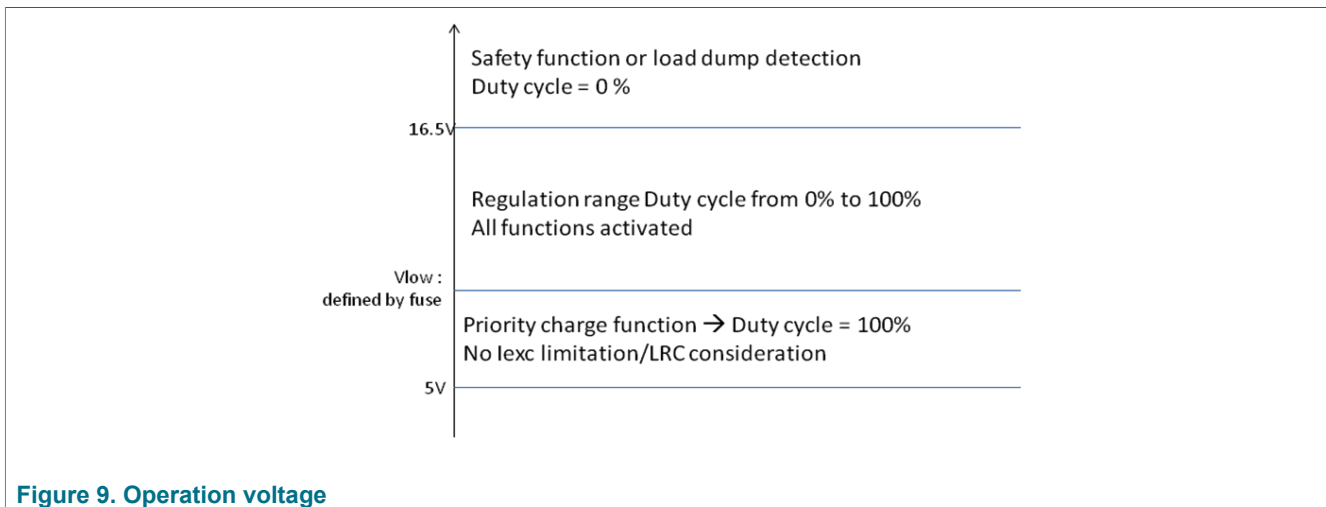 Safety function or load dump detection
Duty cycle = 0 %
16.5V
Regulation range Duty cycle from 0% to 100%
All functions activated
Vlow :
defined by fuse
Priority charge function → Duty cycle = 100%
No Iexc limitation/LRC consideration
5V
Figure 9. Operation voltage